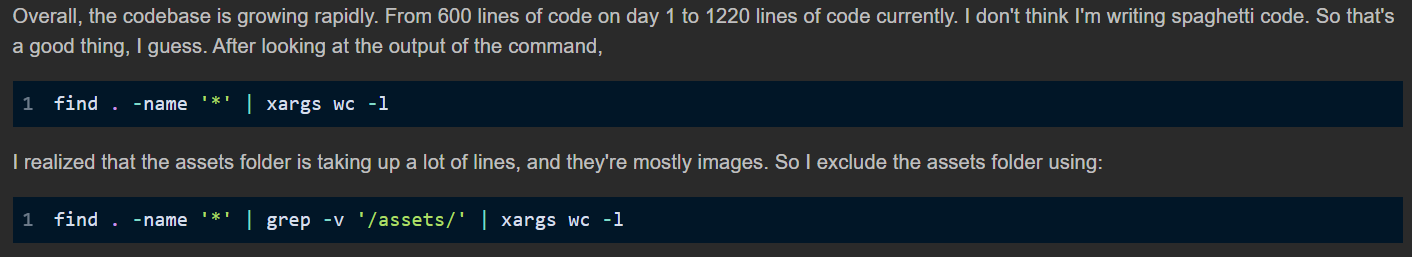 Overall, the codebase is growing rapidly. From 600 lines of code on day 1 to 1220 lines of code currently. I don't think I'm writing spaghetti code. So that's
a good thing, I guess. After looking at the output of the command,
1 find . -name '*' | xargs wc -l
I realized that the assets folder is taking up a lot of lines, and they're mostly images. So I exclude the assets folder using:
1 find . -name '*' | grep -v '/assets/' | xargs wc -l